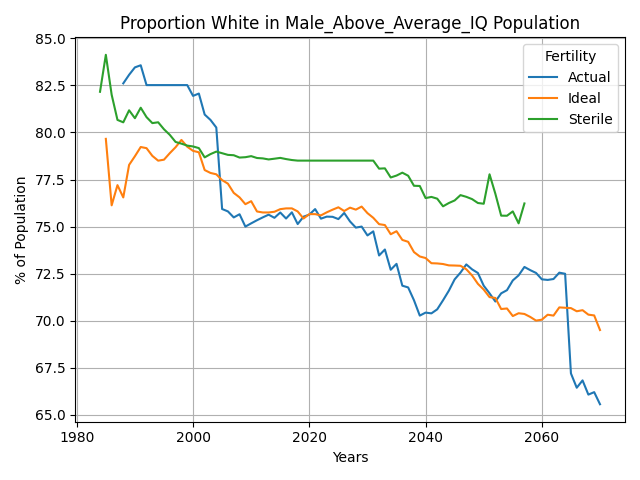 Proportion White in Male_Above_Average_IQ Population
85.0
82.5
80.0
77.5
75.0
72.5
70.0
67.5
65.0
% of Population
Fertility
Actual
Ideal
Sterile
1980
2000
2020
2040
2060
Years